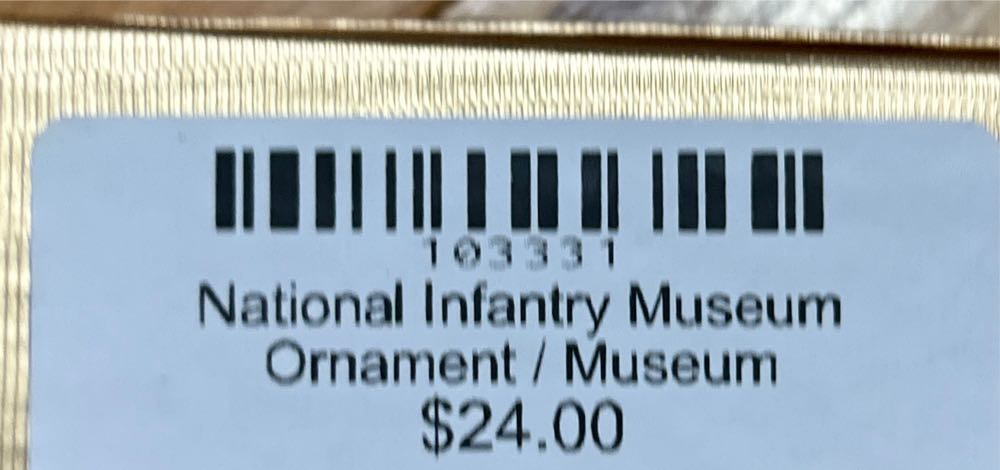 103331
National Infantry Museum
Ornament / Museum
$24.00